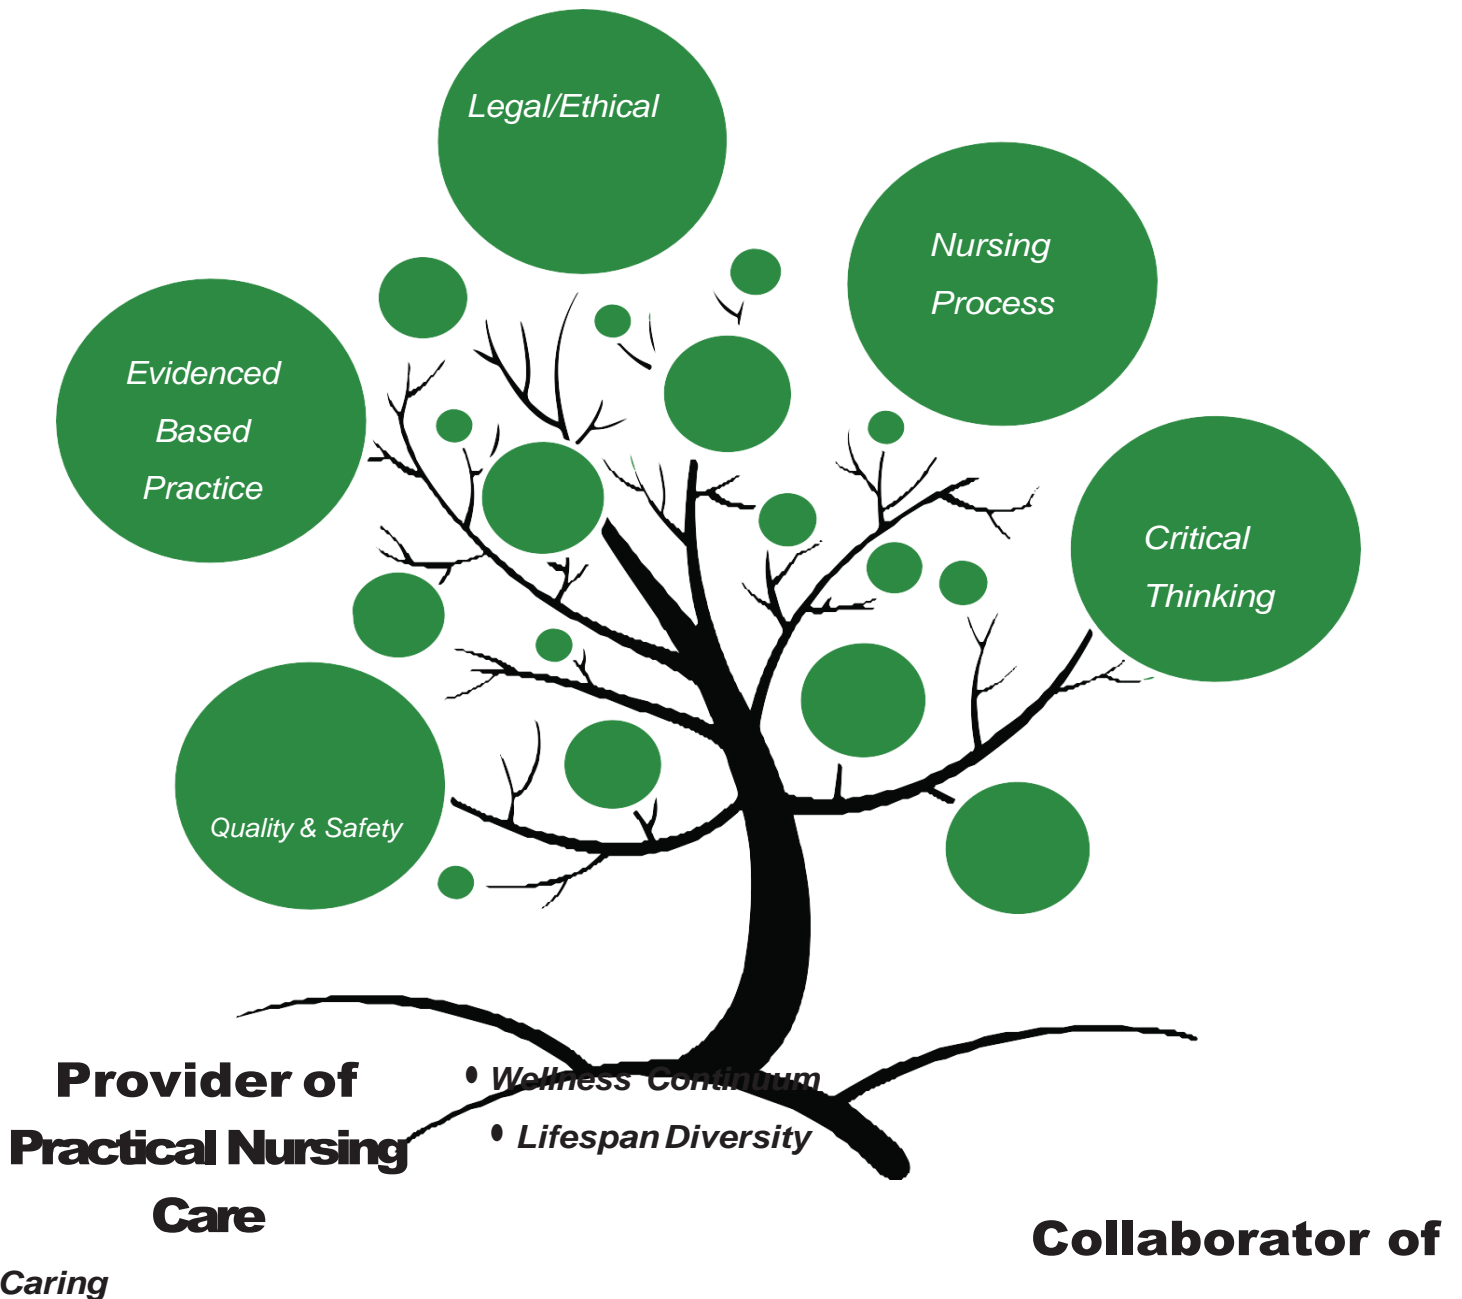 Legal/Ethical
Nursing
Process
Evidenced
Based
Practice
Critical
Thinking
Quality & Safety
Provider of
Practical Nursing
Care
• Wellness Continuum
• Lifespan Diversity
Collaborator of
Caring